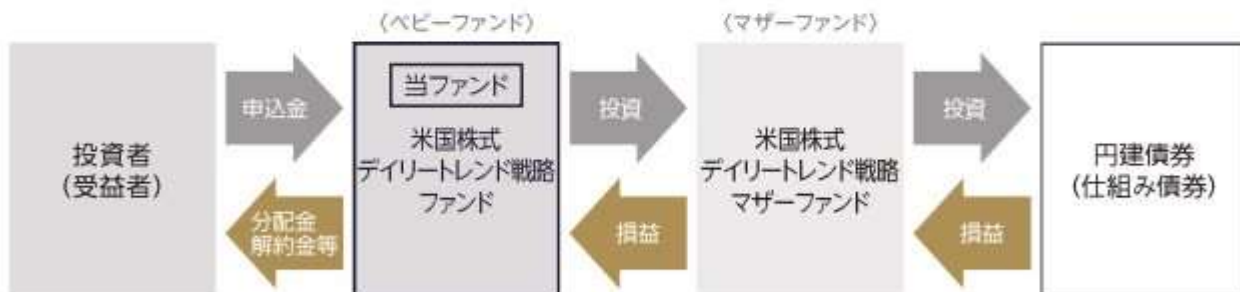 〈ベビーファンド〉
〈マザーファンド〉
投資者
(受益者)
申込金
分配金
解約金等
当ファンド
米国株式
デイリートレンド戦略
ファンド
投資
損益
米国株式
デイリートレンド戦略
マザーファンド
投資
損益
円建債券
(仕組み債券)